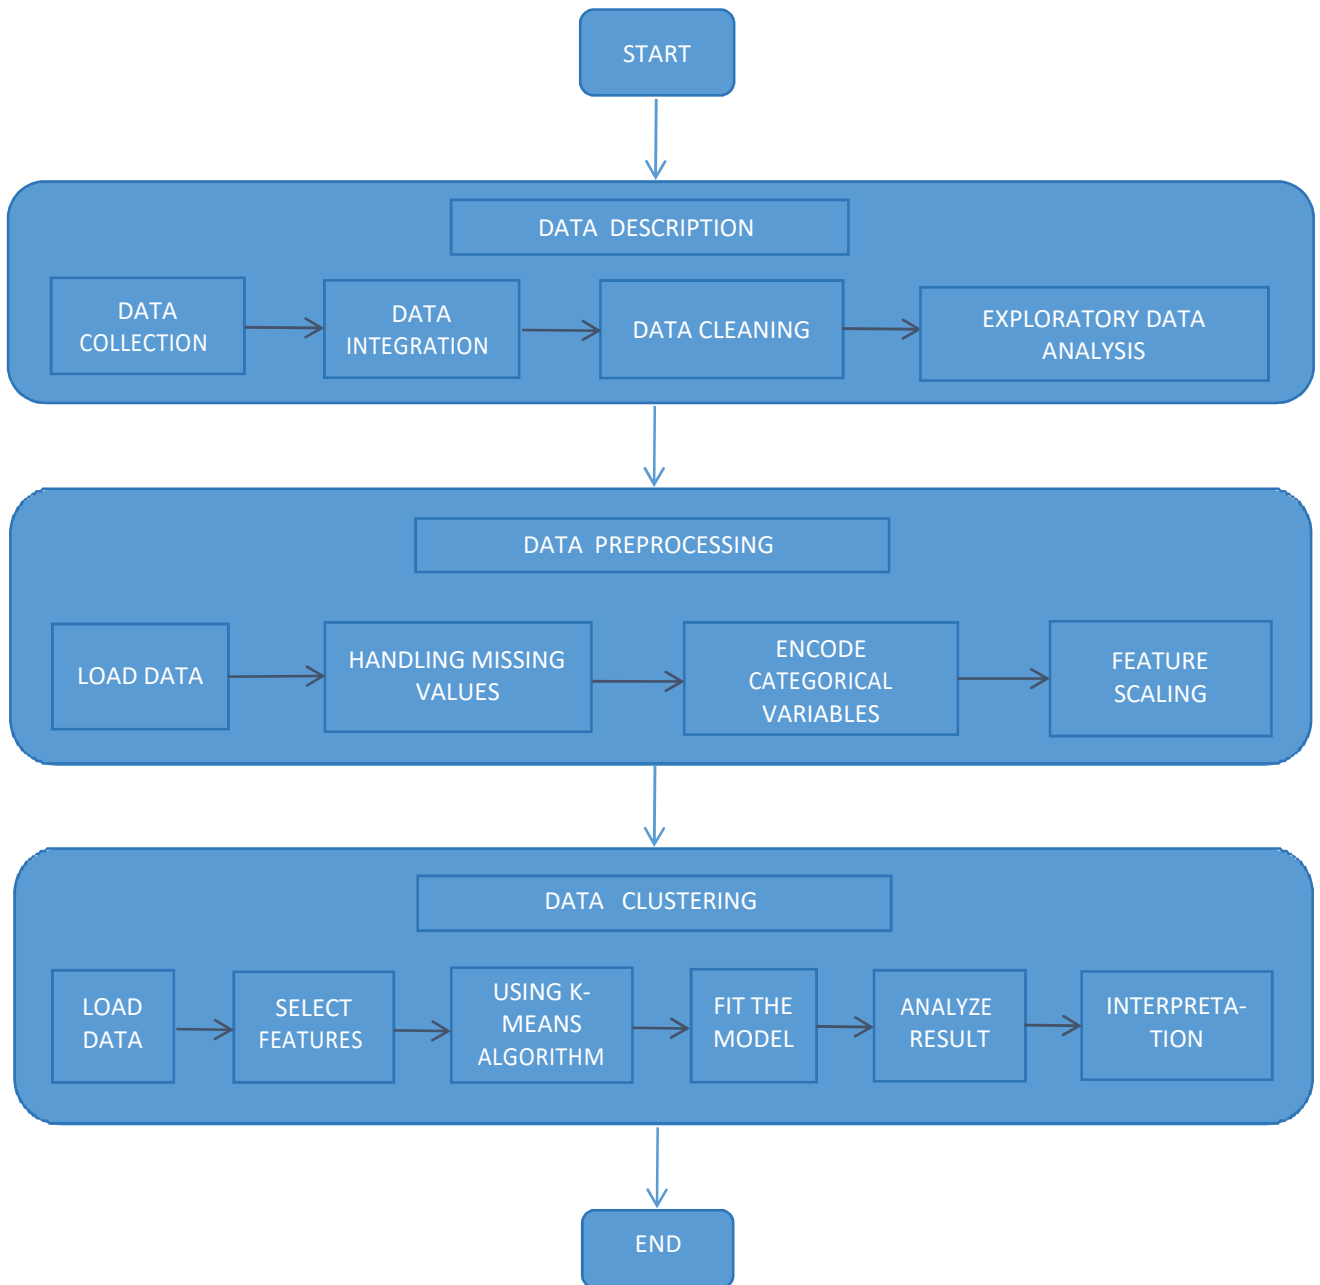 START
DATA DESCRIPTION
DATA
COLLECTION
DATA
INTEGRATION
DATA CLEANING
EXPLORATORY DATA
ANALYSIS
DATA PREPROCESSING
LOAD DATA
HANDLING MISSING
VALUES
ENCODE
CATEGORICAL
VARIABLES
FEATURE
SCALING
DATA CLUSTERING
LOAD
DATA
SELECT
FEATURES
USING K-
MEANS
ALGORITHM
FIT THE
MODEL
ANALYZE
RESULT
INTERPRETA-
TION
END